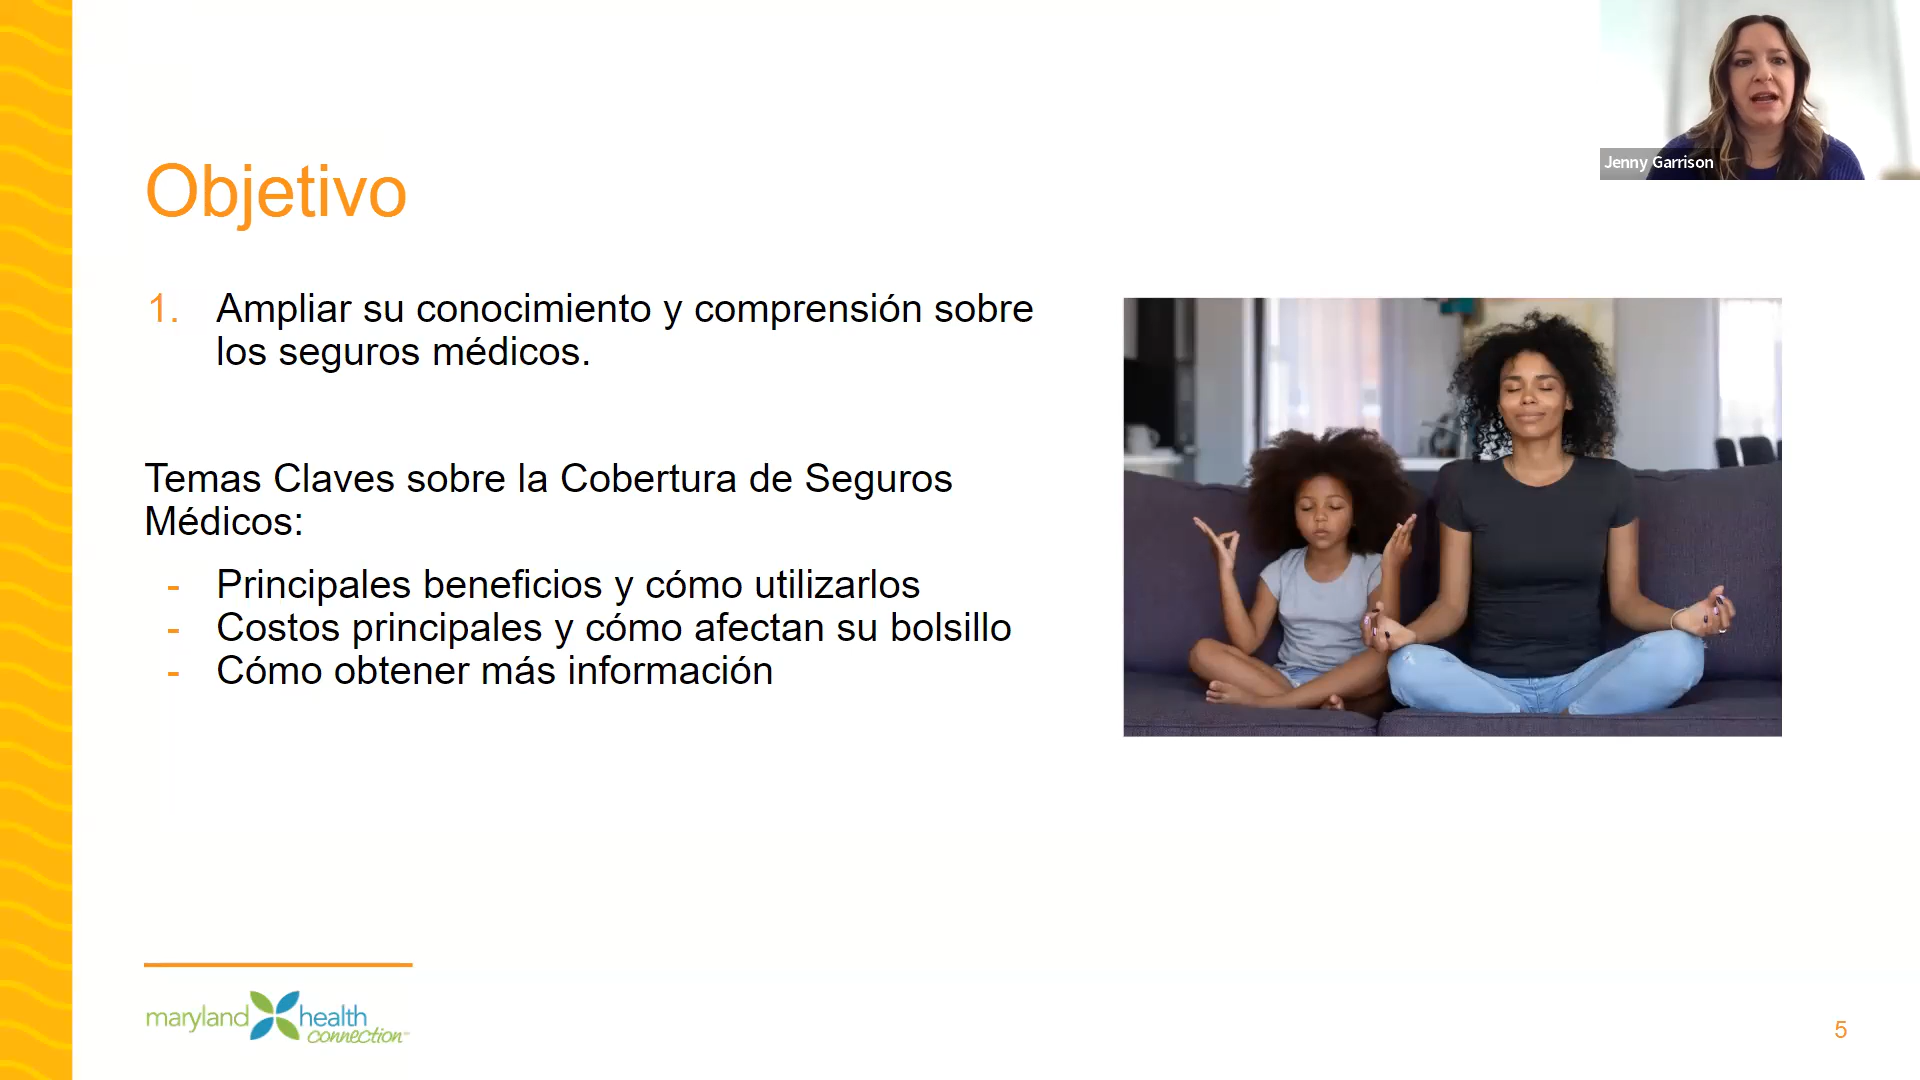 Jenny Garrison
Objetivo
1. Ampliar su conocimiento y comprensión sobre
los seguros médicos.
Temas Claves sobre la Cobertura de Seguros
Médicos:
- Principales beneficios y cómo utilizarlos
- Costos principales y cómo afectan su bolsillo
- Cómo obtener más información
maryland health
connection
5